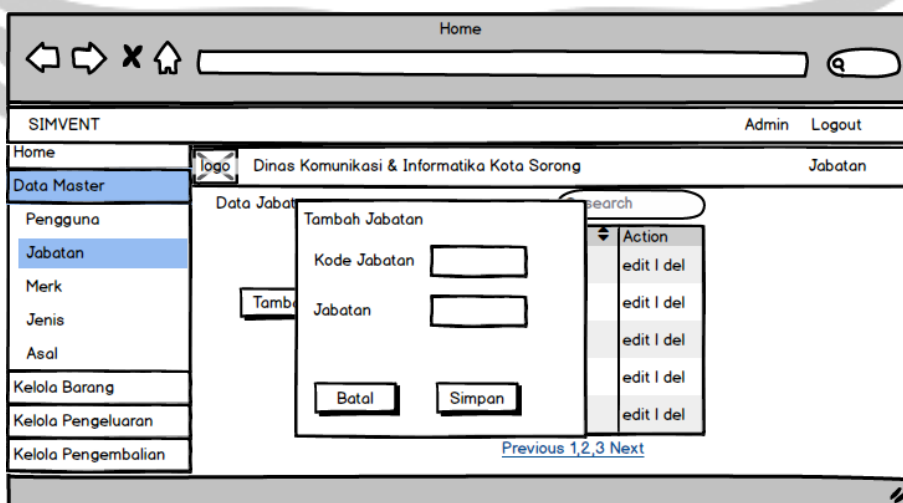 Home
SIMVENT Admin Logout
Home
Data Master
Pengguna
Jabatan
Merk
Jenis
Asal
Kelola Barang
Kelola Pengeluaran
Kelola Pengembalian
logo Dinas Komunikasi & Informatika Kota Sorong Jabatan
Data search
Action
edit I del
edit I del
edit I del
edit I del
edit I del
Tambah Jabatan
Kode Jabatan
Jabatan
Batal Simpan
Previous 1,2,3 Next